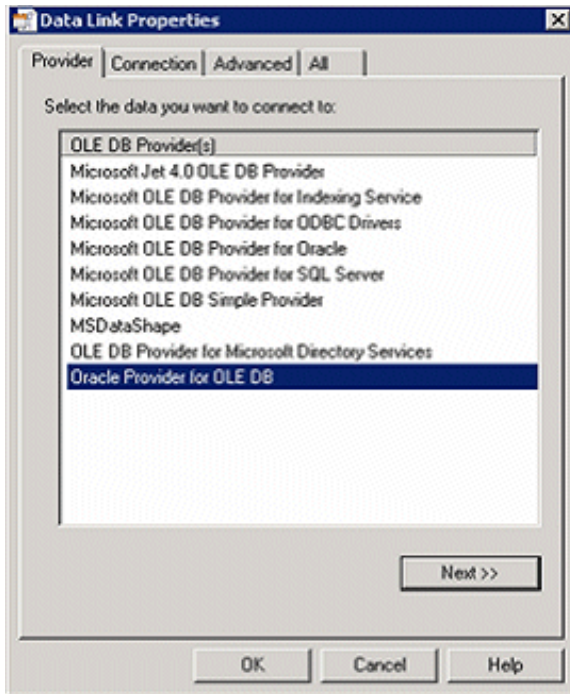 Data Link Properties
Provider Connection Advanced All
Select the data you want to connect to:
OLE DB Provider(s)
Microsoft Jet 4.0 OLE DB Provider
Microsoft OLE DB Provider for Indexing Service
Microsoft OLE DB Provider for ODBC Drivers
Microsoft OLE DB Provider for Oracle
Microsoft OLE DB Provider for SQL Server
Microsoft OLE DB Simple Provider
MSDataShape
OLE DB Provider for Microsoft Directory Services
Oracle Provider for OLE DB
Next >>
OK Cancel Help